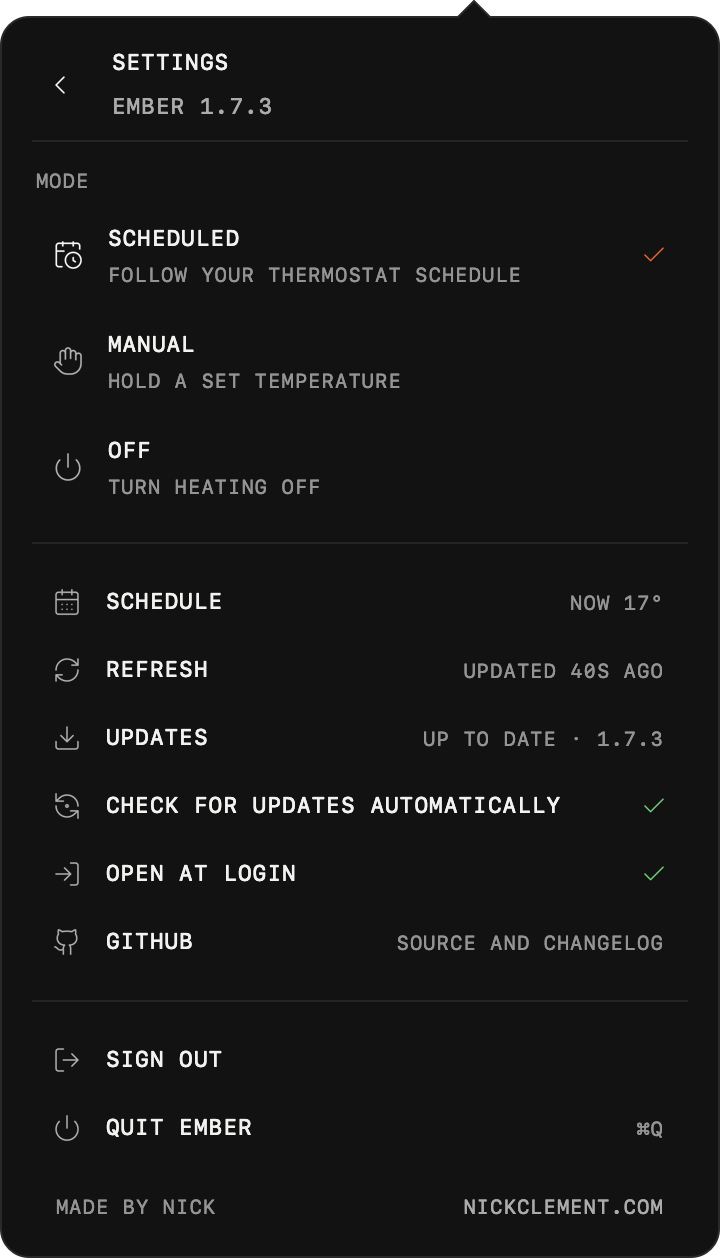 SETTINGS
EMBER 1.7.3
MODE
SCHEDULED
FOLLOW YOUR THERMOSTAT SCHEDULE
MANUAL
HOLD A SET TEMPERATURE
OFF
TURN HEATING OFF
SCHEDULE NOW 17°
REFRESH UPDATED 40S AGO
UPDATES UP TO DATE · 1.7.3
CHECK FOR UPDATES AUTOMATICALLY
OPEN AT LOGIN
GITHUB SOURCE AND CHANGELOG
SIGN OUT
QUIT EMBER ⌘Q
MADE BY NICK NICKCLEMENT.COM